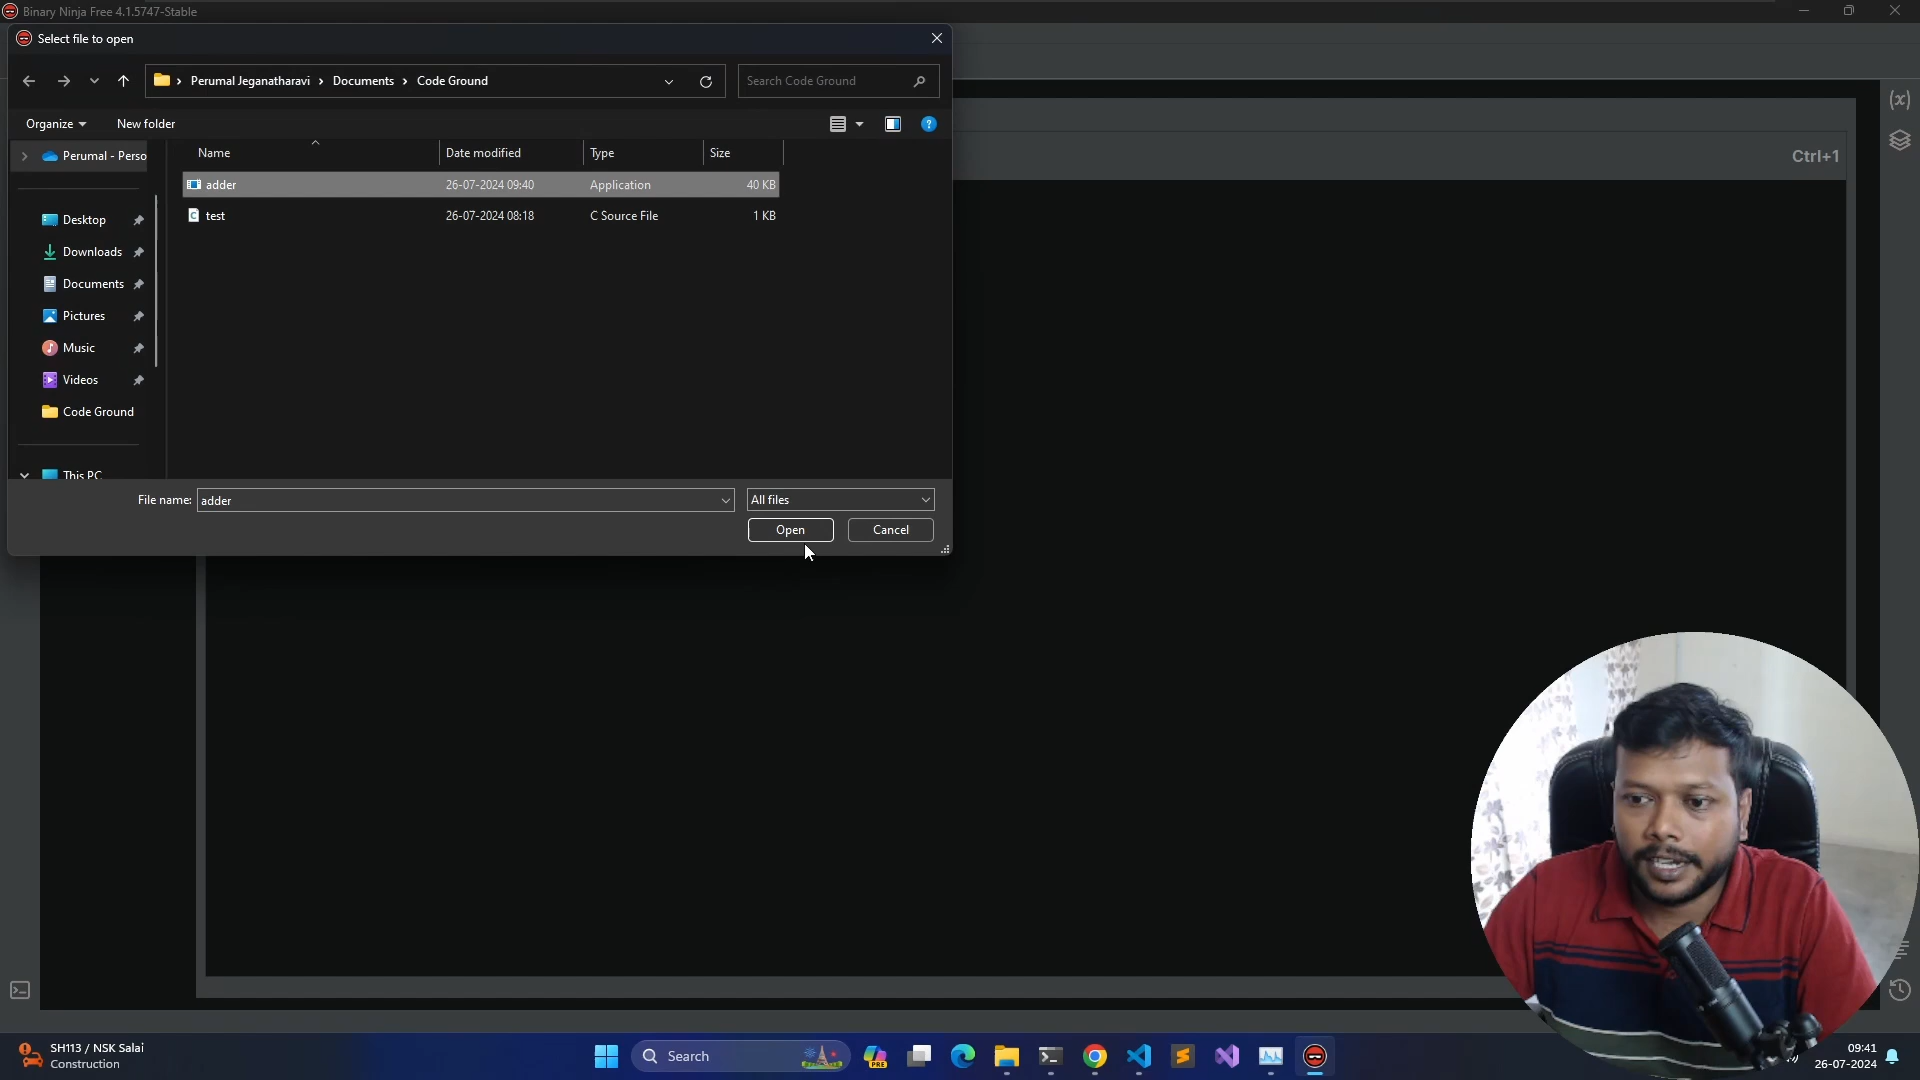 Binary Ninja Free 4.1.5747-Stable
Select file to open
Perumal Jeganatharavi › Documents › Code Ground
Search Code Ground
Organize
New folder
Name Date modified Type Size
Perumal - Perso
adder 26-07-2024 09:40 Application 40 KB
test 26-07-2024 08:18 C Source File 1 KB
Ctrl+1
Desktop
Downloads
Documents
Pictures
Music
Videos
Code Ground
This PC
File name: adder
All files
Open
Cancel
SH113 / NSK Salai
Construction
Search
PRE
09:41
26-07-2024